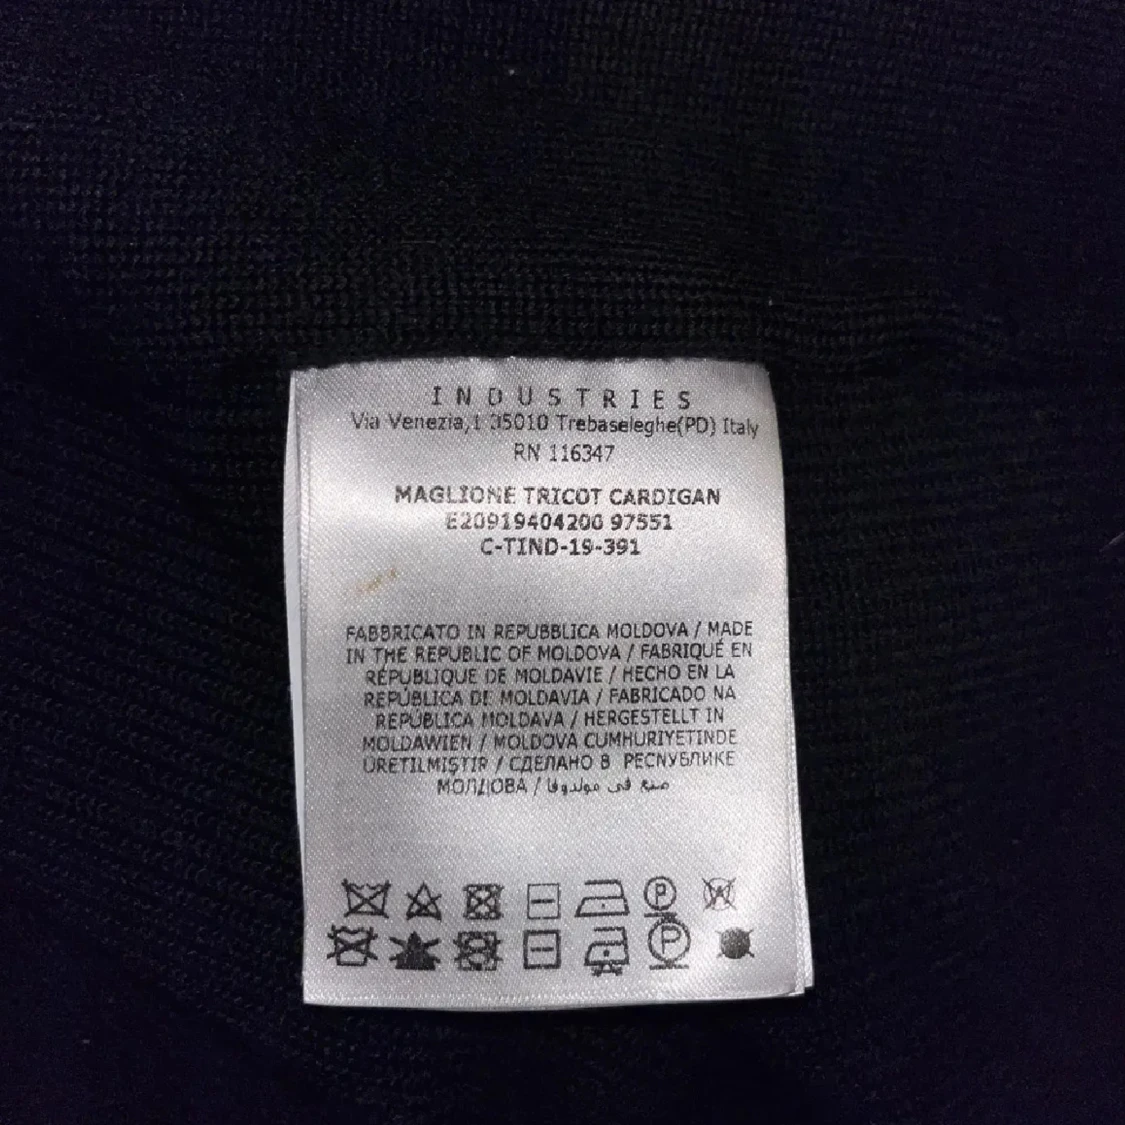 INDUSTRIES
Via Venezia,1 35010 Trebaseleghe(PD) Italy
RN 116347
MAGLIONE TRICOT CARDIGAN
E20919404200 97551
C-TIND-19-391
FABBRICATO IN REPUBBLICA MOLDOVA / MADE
IN THE REPUBLIC OF MOLDOVA / FABRIQUÉ EN
RÉPUBLIQUE DE MOLDAVIE / HECHO EN LA
REPÚBLICA DE MOLDAVIA / FABRICADO NA
REPÚBLICA MOLDAVA / HERGESTELLT IN
MOLDAWIEN / MOLDOVA CUMHURIYETINDE
ÜRETILMIŞTIR / СДЕЛАНО В РЕСПУБЛИКЕ
МОЛДОВА / صنع في مولدوفا
P W
P